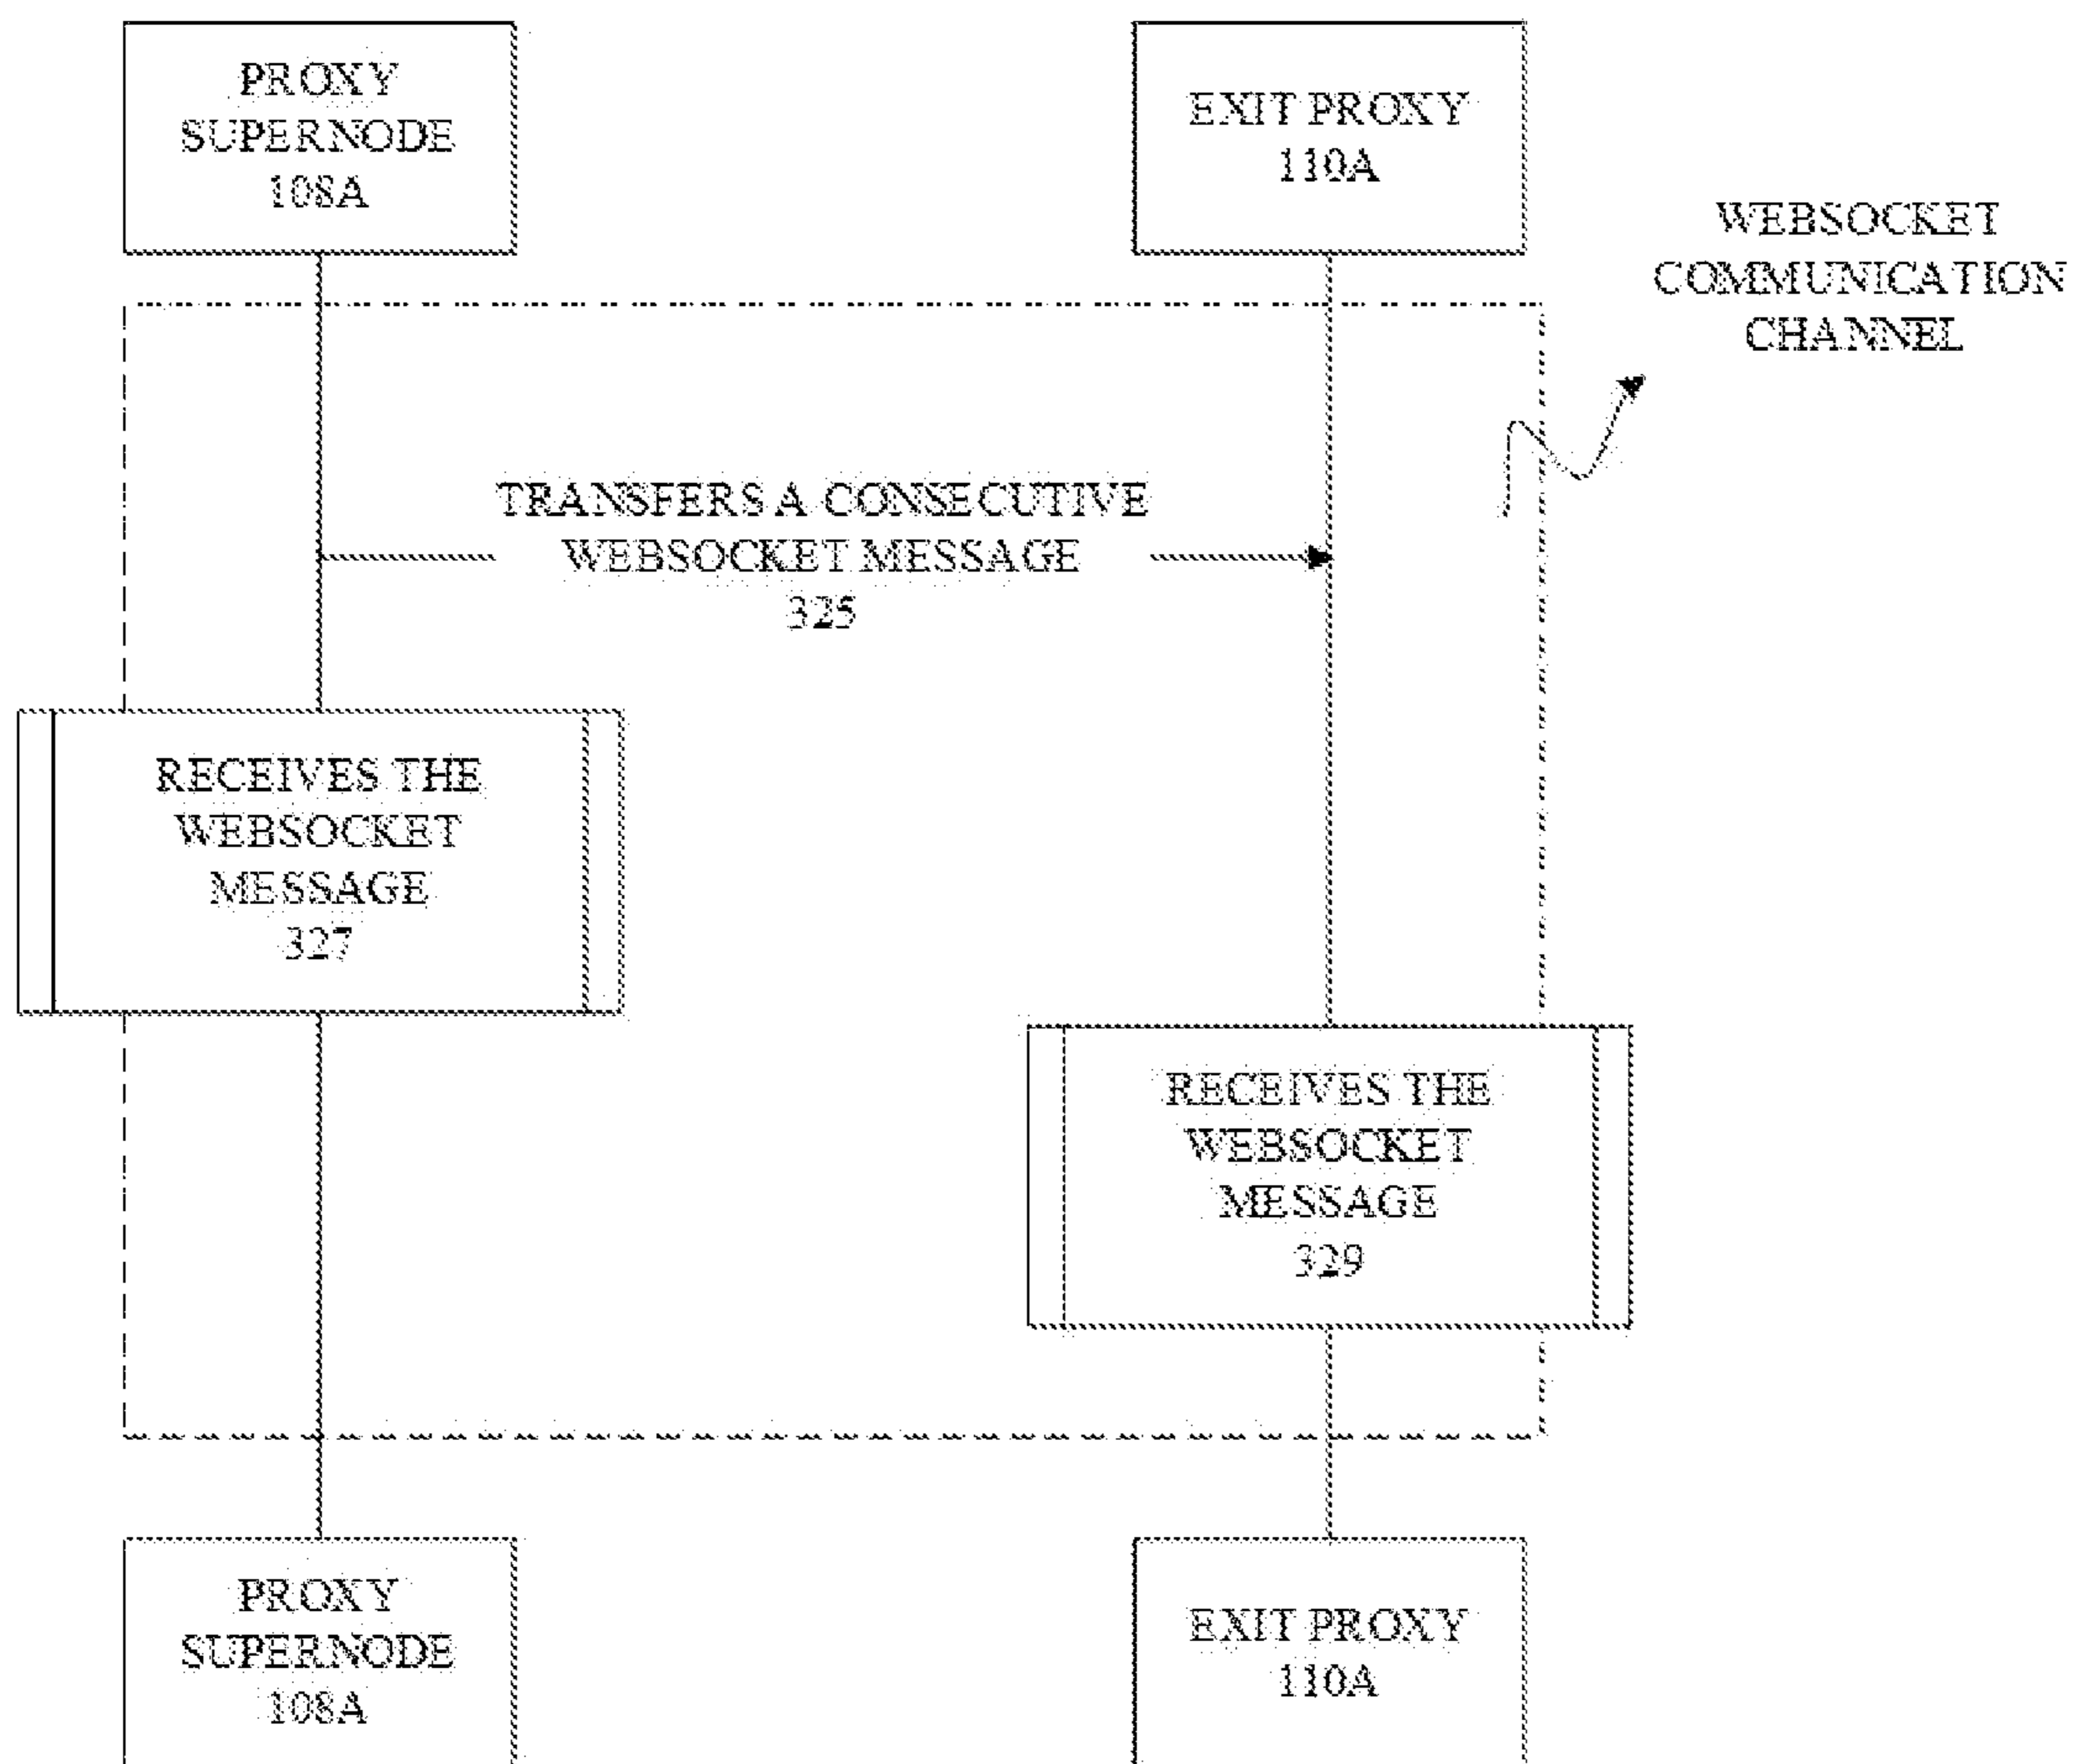 PROXY
SUPERNODE
108A
EXIT PROXY
110A
WEBSOCKET
COMMUNICATION
CHANNEL
TRANSFERS A CONSECUTIVE
WEBSOCKET MESSAGE
325
RECEIVES THE
WEBSOCKET
MESSAGE
327
RECEIVES THE
WEBSOCKET
MESSAGE
329
PROXY
SUPERNODE
108A
EXIT PROXY
110A